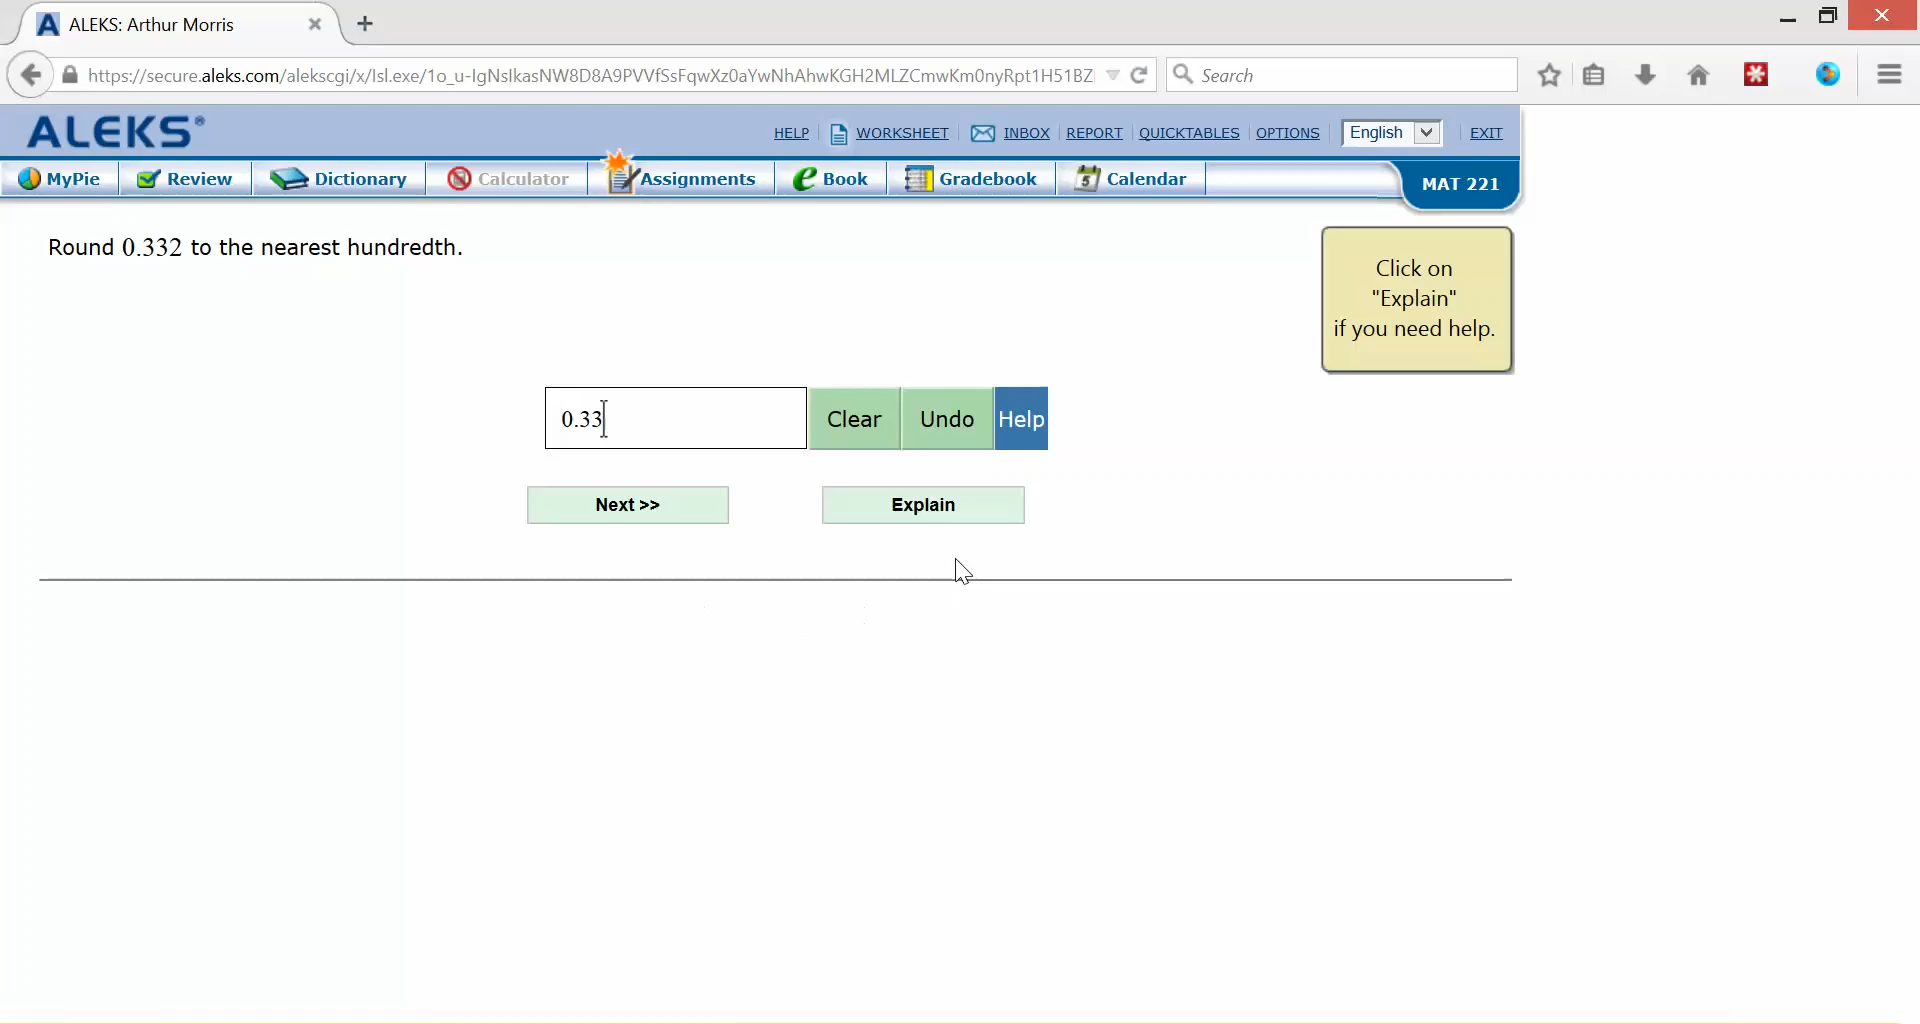 ALEKS: Arthur Morris
https://secure.aleks.com/alekscgi/x/Isl.exe/1o_u-IgNsIkasNW8D8A9PVVfSsFqwXz0aYwNhAhwKGH2MLZCmwKm0nyRpt1H51BZ
Search
ALEKS®
HELP WORKSHEET INBOX REPORT QUICKTABLES OPTIONS English EXIT
MyPie Review Dictionary Calculator Assignments Book 5 Gradebook Calendar
MAT 221
Round 0.332 to the nearest hundredth.
Click on
"Explain"
if you need help.
0.33 Clear Undo Help
Next >> Explain